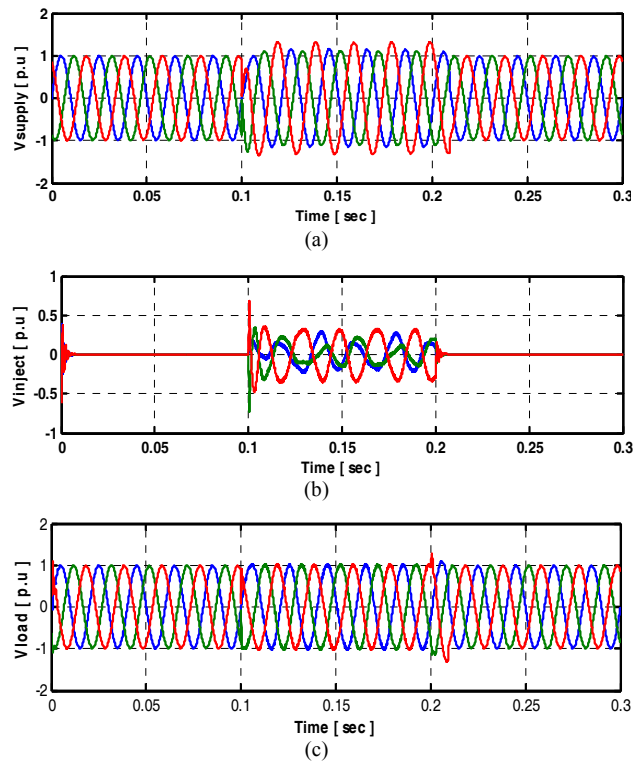 2
1
0
-1
-2
Vsupply [ p.u ]
0 0.05 0.1 0.15 0.2 0.25 0.3
Time [ sec ]
(a)
1
0.5
0
-0.5
-1
Vinject [ p.u ]
0 0.05 0.1 0.15 0.2 0.25 0.3
Time [ sec ]
(b)
2
1
0
-1
-2
Vload [ p.u ]
0 0.05 0.1 0.15 0.2 0.25 0.3
Time [ sec ]
(c)